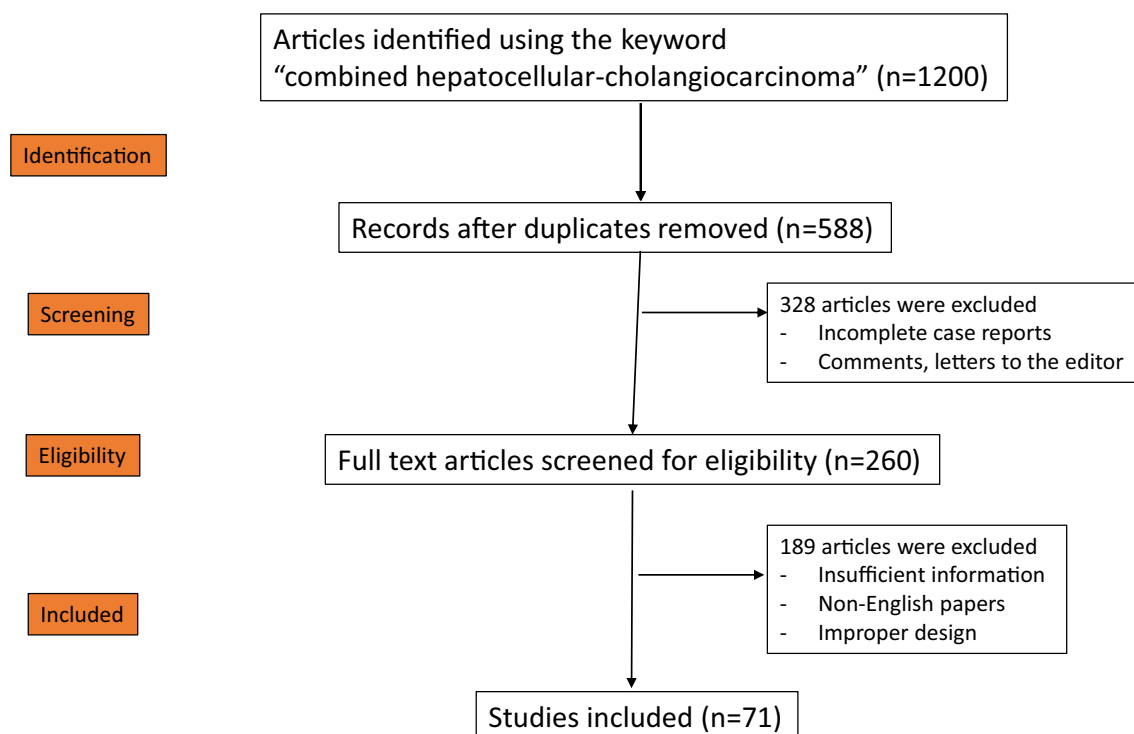 Articles identified using the keyword
“combined hepatocellular-cholangiocarcinoma” (n=1200)
Identification
Records after duplicates removed (n=588)
Screening
328 articles were excluded
- Incomplete case reports
- Comments, letters to the editor
Eligibility
Full text articles screened for eligibility (n=260)
189 articles were excluded
- Insufficient information
- Non-English papers
- Improper design
Included
Studies included (n=71)